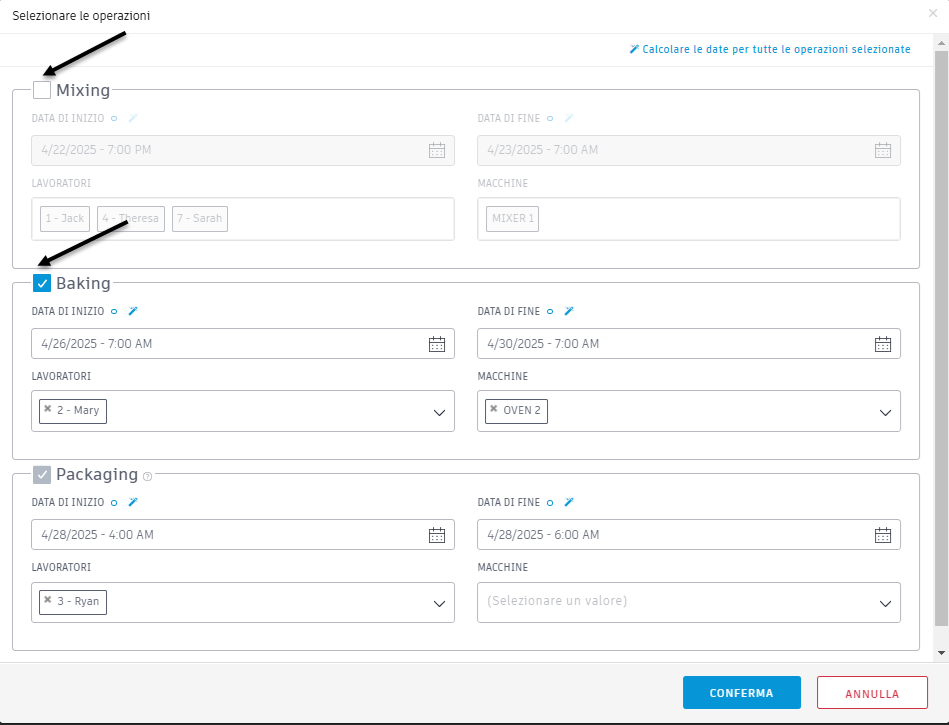 Selezionare le operazioni
Calcolare le date per tutte le operazioni selezionate
Mixing
DATA DI INIZIO DATA DI FINE
4/22/2025 - 7:00 PM 4/23/2025 - 7:00 AM
LAVORATORI MACCHINE
1 - Jack 4 - Theresa 7 - Sarah MIXER 1
Baking
DATA DI INIZIO DATA DI FINE
4/26/2025 - 7:00 AM 4/30/2025 - 7:00 AM
LAVORATORI MACCHINE
2 - Mary OVEN 2
Packaging
DATA DI INIZIO DATA DI FINE
4/28/2025 - 4:00 AM 4/28/2025 - 6:00 AM
LAVORATORI MACCHINE
3 - Ryan (Selezionare un valore)
CONFERMA ANNULLA